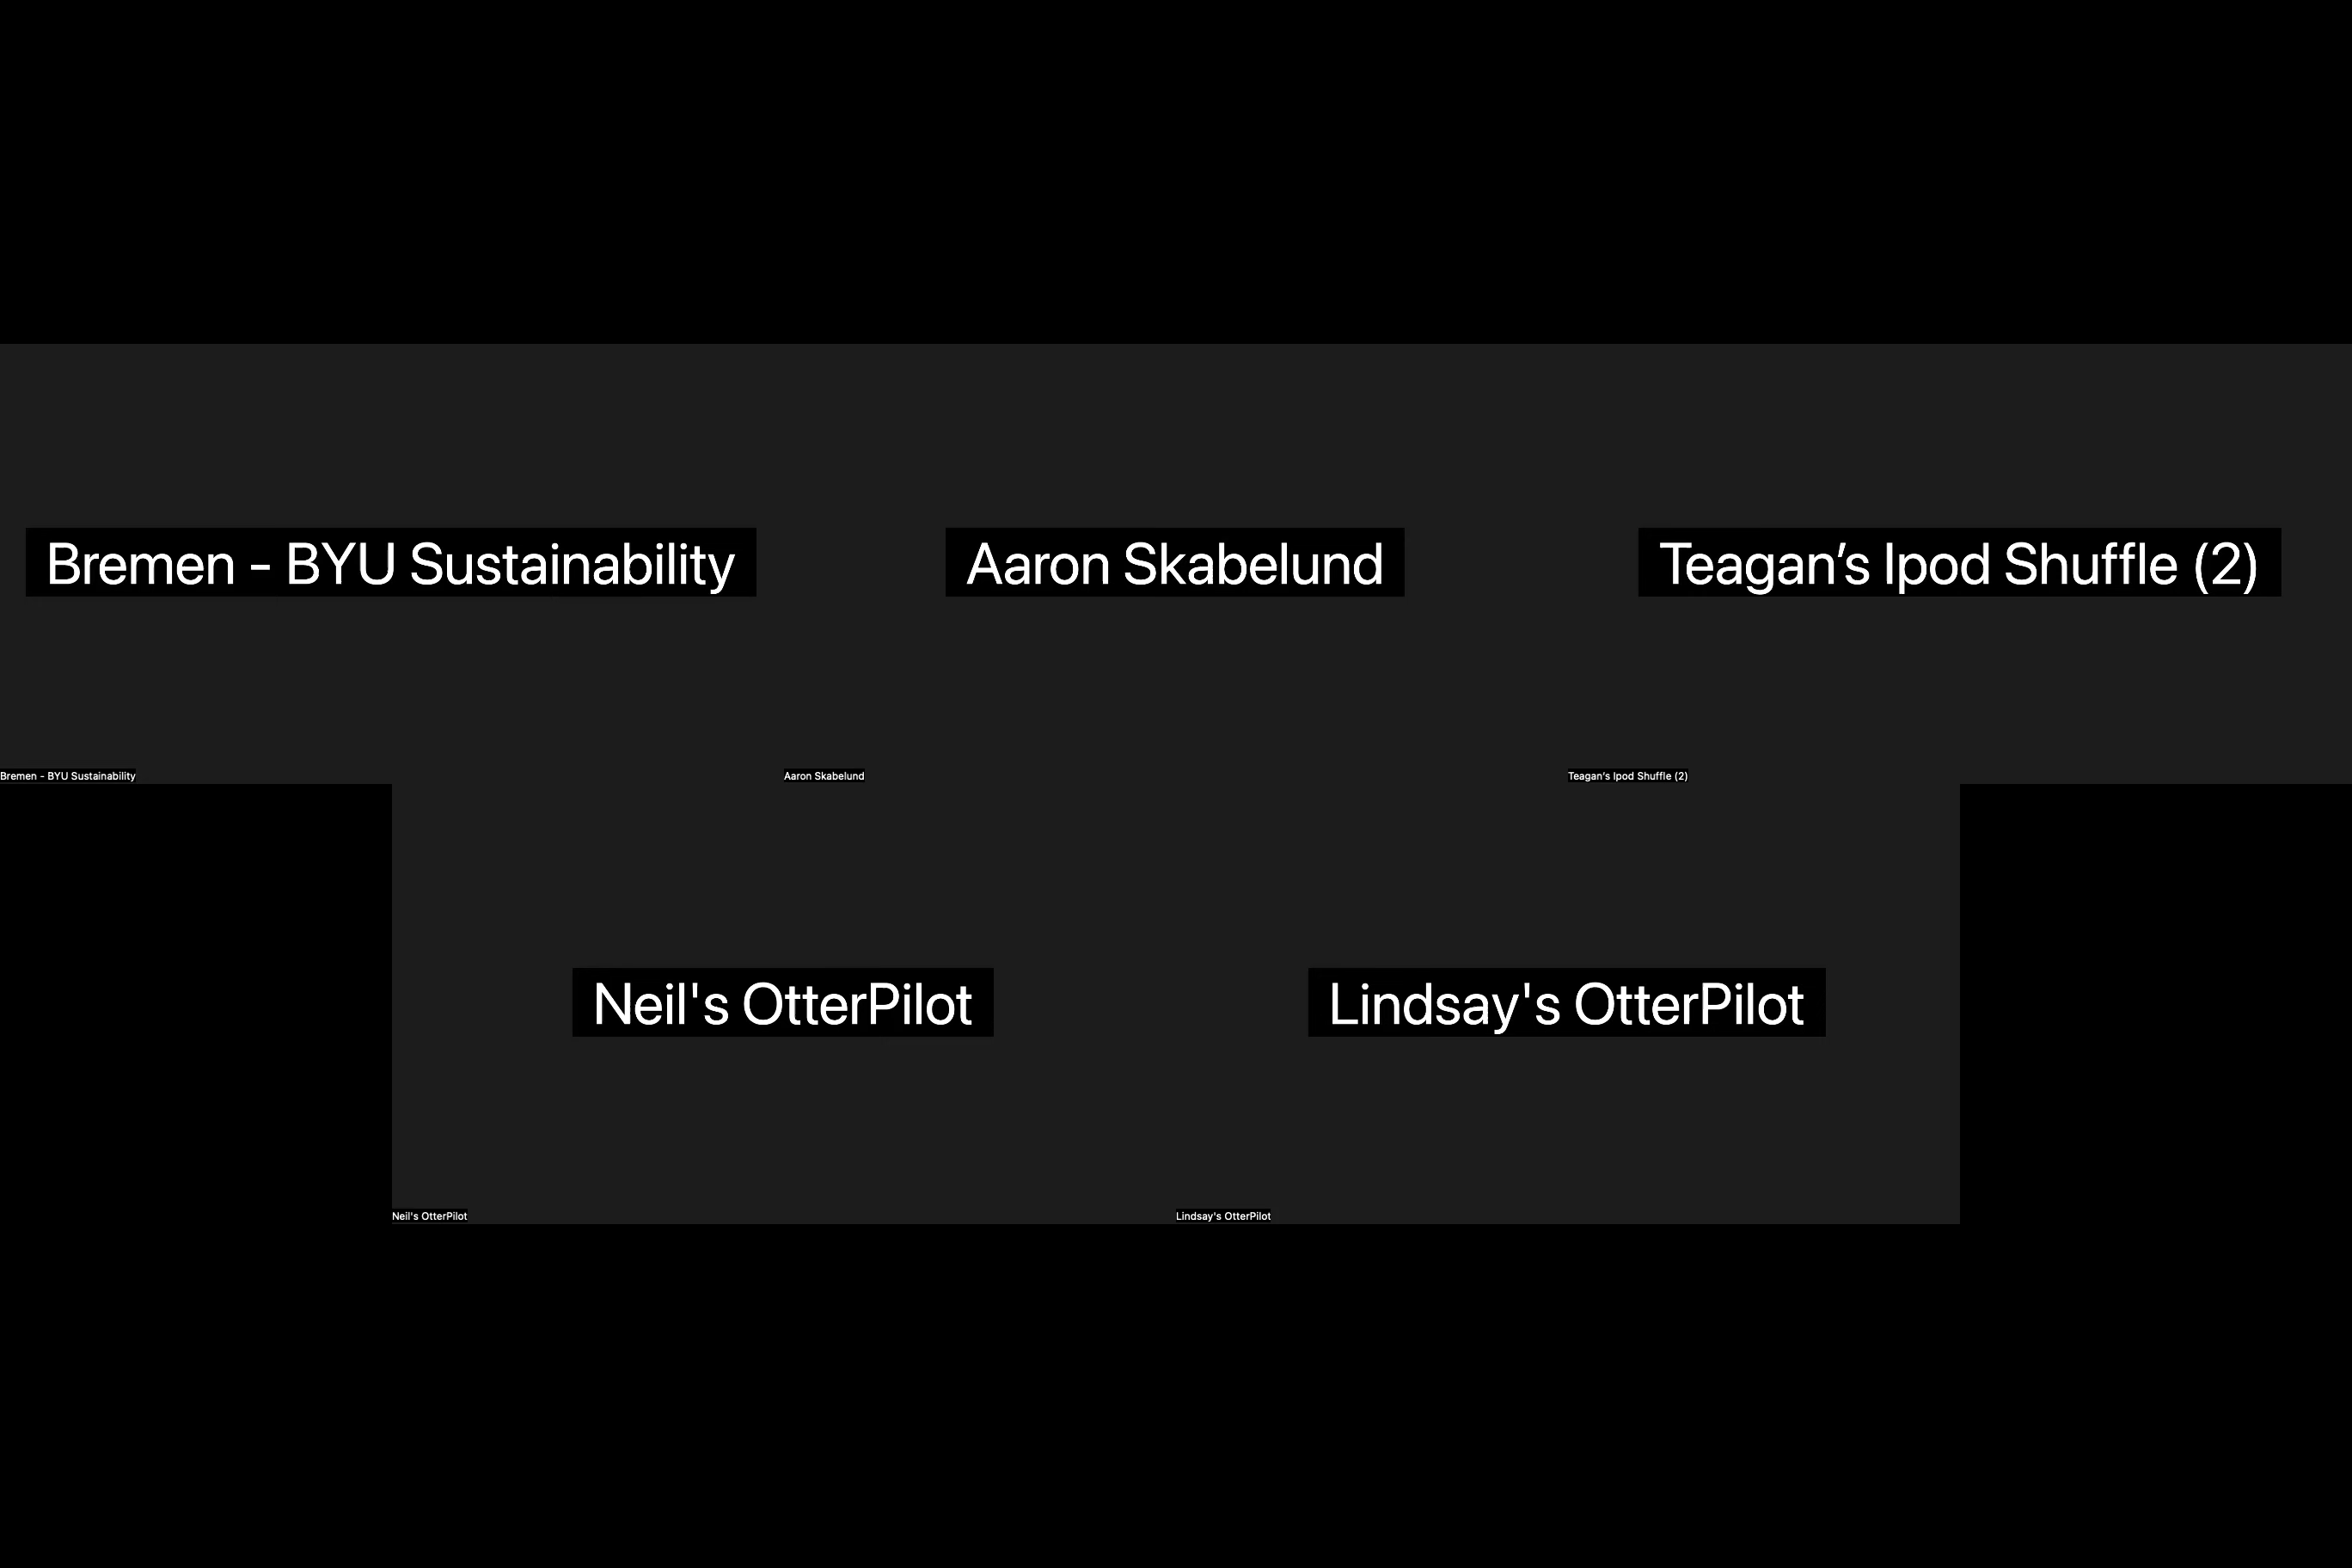 Bremen - BYU Sustainability
Aaron Skabelund
Teagan’s Ipod Shuffle (2)
Bremen - BYU Sustainability
Aaron Skabelund
Teagan’s Ipod Shuffle (2)
Neil's OtterPilot
Lindsay's OtterPilot
Neil's OtterPilot
Lindsay's OtterPilot